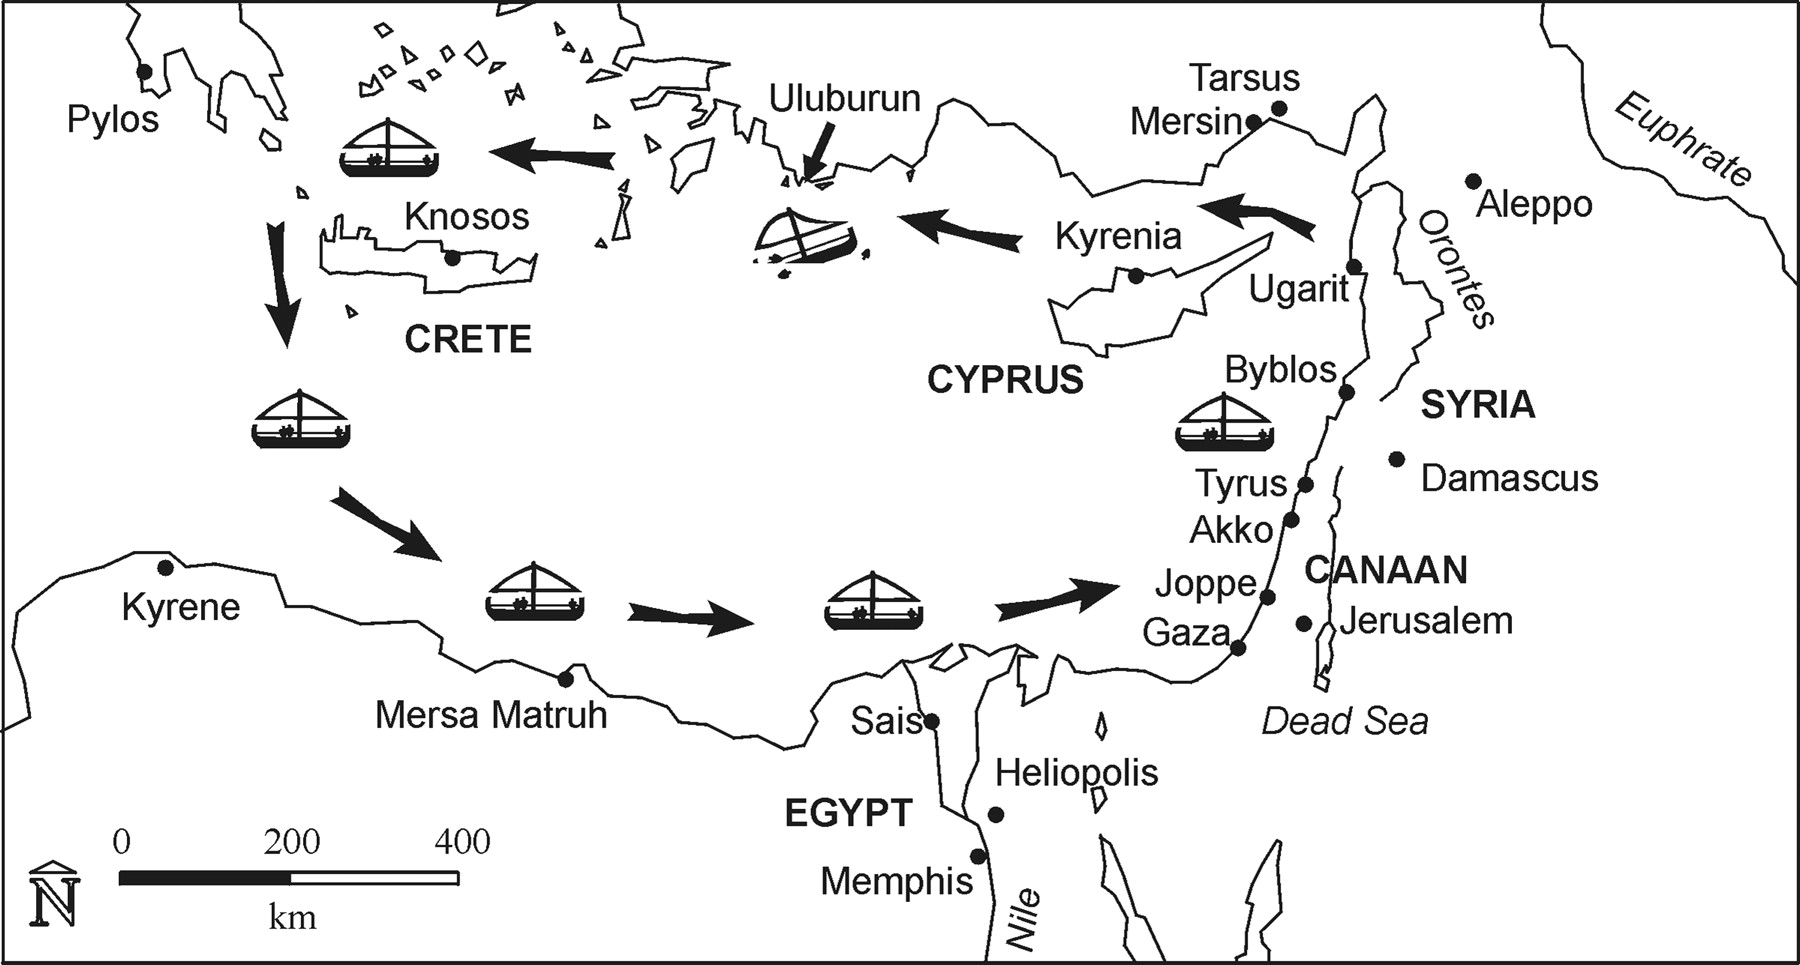 Tarsus
Uluburun
Mersin
Pylos
Euphrate
Aleppo
Knosos
Kyrenia
Orontes
Ugarit
CRETE
CYPRUS
Byblos
SYRIA
Tyrus
Damascus
Akko
CANAAN
Joppe
Kyrene
Jerusalem
Gaza
Mersa Matruh
Sais
Dead Sea
Heliopolis
EGYPT
0 200 400
Memphis
N
km
Nile